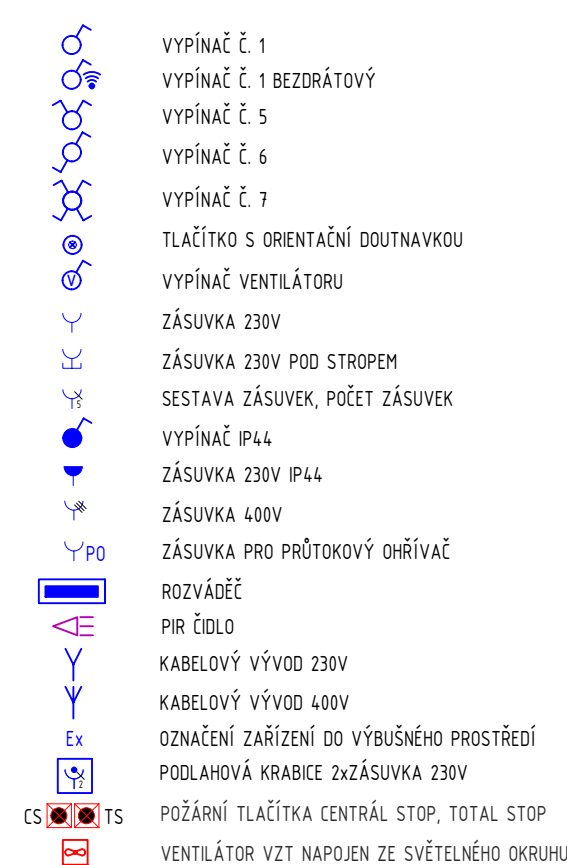 VYPÍNAČ Č. 1
VYPÍNAČ Č. 1 BEZDRÁTOVÝ
VYPÍNAČ Č. 5
VYPÍNAČ Č. 6
VYPÍNAČ Č. 7
TLAČÍTKO S ORIENTAČNÍ DOUTNAVKOU
V VYPÍNAČ VENTILÁTORU
ZÁSUVKA 230V
ZÁSUVKA 230V POD STROPEM
5 SESTAVA ZÁSUVEK, POČET ZÁSUVEK
VYPÍNAČ IP44
ZÁSUVKA 230V IP44
ZÁSUVKA 400V
PO ZÁSUVKA PRO PRŮTOKOVÝ OHŘÍVAČ
ROZVÁDĚČ
PIR ČIDLO
KABELOVÝ VÝVOD 230V
KABELOVÝ VÝVOD 400V
Ex OZNAČENÍ ZAŘÍZENÍ DO VÝBUŠNÉHO PROSTŘEDÍ
2 PODLAHOVÁ KRABICE 2xZÁSUVKA 230V
CS TS POŽÁRNÍ TLAČÍTKA CENTRÁL STOP, TOTAL STOP
VENTILÁTOR VZT NAPOJEN ZE SVĚTELNÉHO OKRUHU